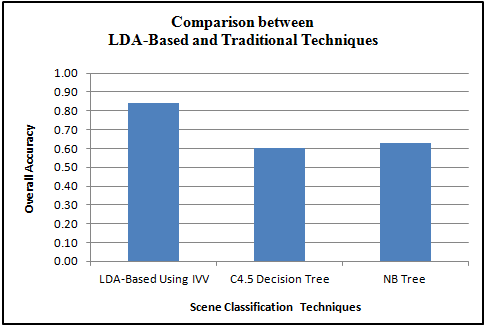 Comparison between
LDA-Based and Traditional Techniques
Overall Accuracy
1.00
0.90
0.80
0.70
0.60
0.50
0.40
0.30
0.20
0.10
0.00
LDA-Based Using IVV C4.5 Decision Tree NB Tree
Scene Classification Techniques